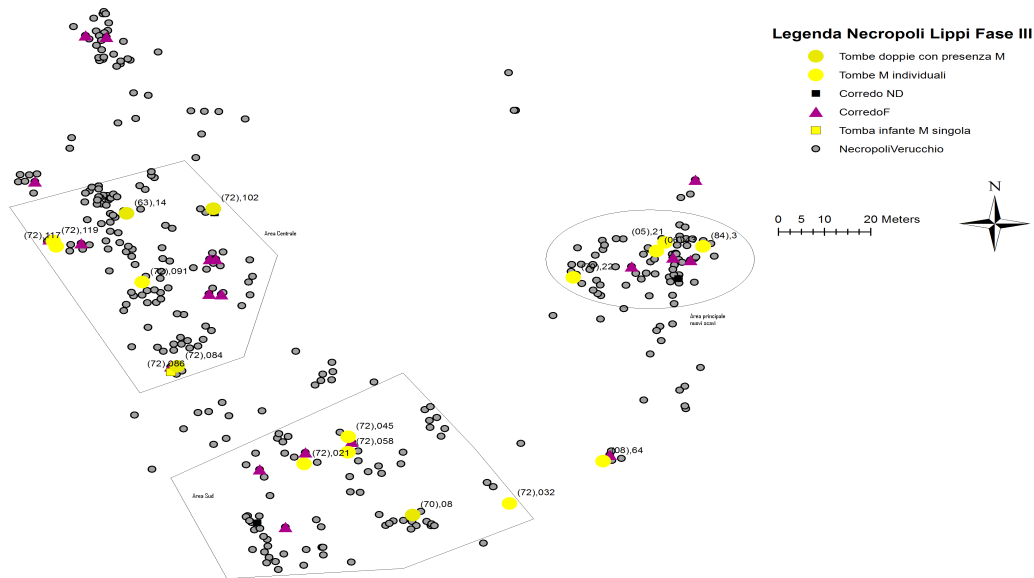 Legenda Necropoli Lippi Fase III
Tombe doppie con presenza M
Tombe M individuali
Corredo ND
CorredoF
Tomba infante M singola
NecropoliVerucchio
N
0 5 10 20 Meters
(72),102
(63),14
(72),117
(72),119
Area Centrale
(72),091
(72),084
(72),086
(05),21
(84),3
Area principale
nuovi scavi
(72),045
(72),058
(72),021
(08),64
(72),032
(70),08
Area Sud